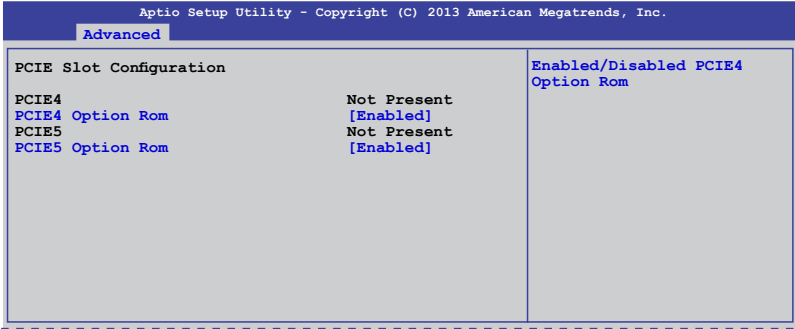 Aptio Setup Utility - Copyright (C) 2013 American Megatrends, Inc.
Advanced
PCIE Slot Configuration
PCIE4 Not Present
PCIE4 Option Rom [Enabled]
PCIE5 Not Present
PCIE5 Option Rom [Enabled]
Enabled/Disabled PCIE4
Option Rom